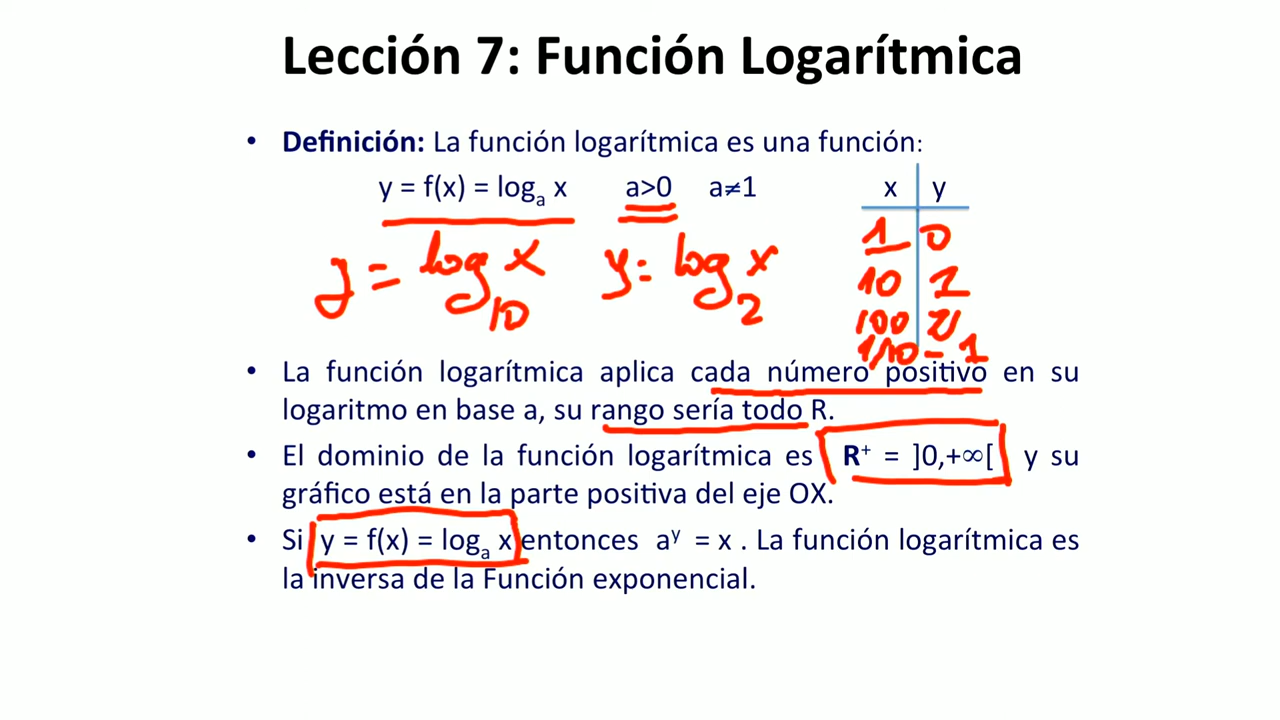 Lección 7: Función Logarítmica
• Definición: La función logarítmica es una función:
y = f(x) = logₐ x a>0 a≠1
x y
1 0
y = log₁₀ x y = log₂ x
10 1
100 2
1/10 -1
• La función logarítmica aplica cada número positivo en su
logaritmo en base a, su rango sería todo R.
• El dominio de la función logarítmica es R⁺ = ]0,+∞[ y su
gráfico está en la parte positiva del eje OX.
• Si y = f(x) = logₐ x entonces aʸ = x . La función logarítmica es
la inversa de la Función exponencial.